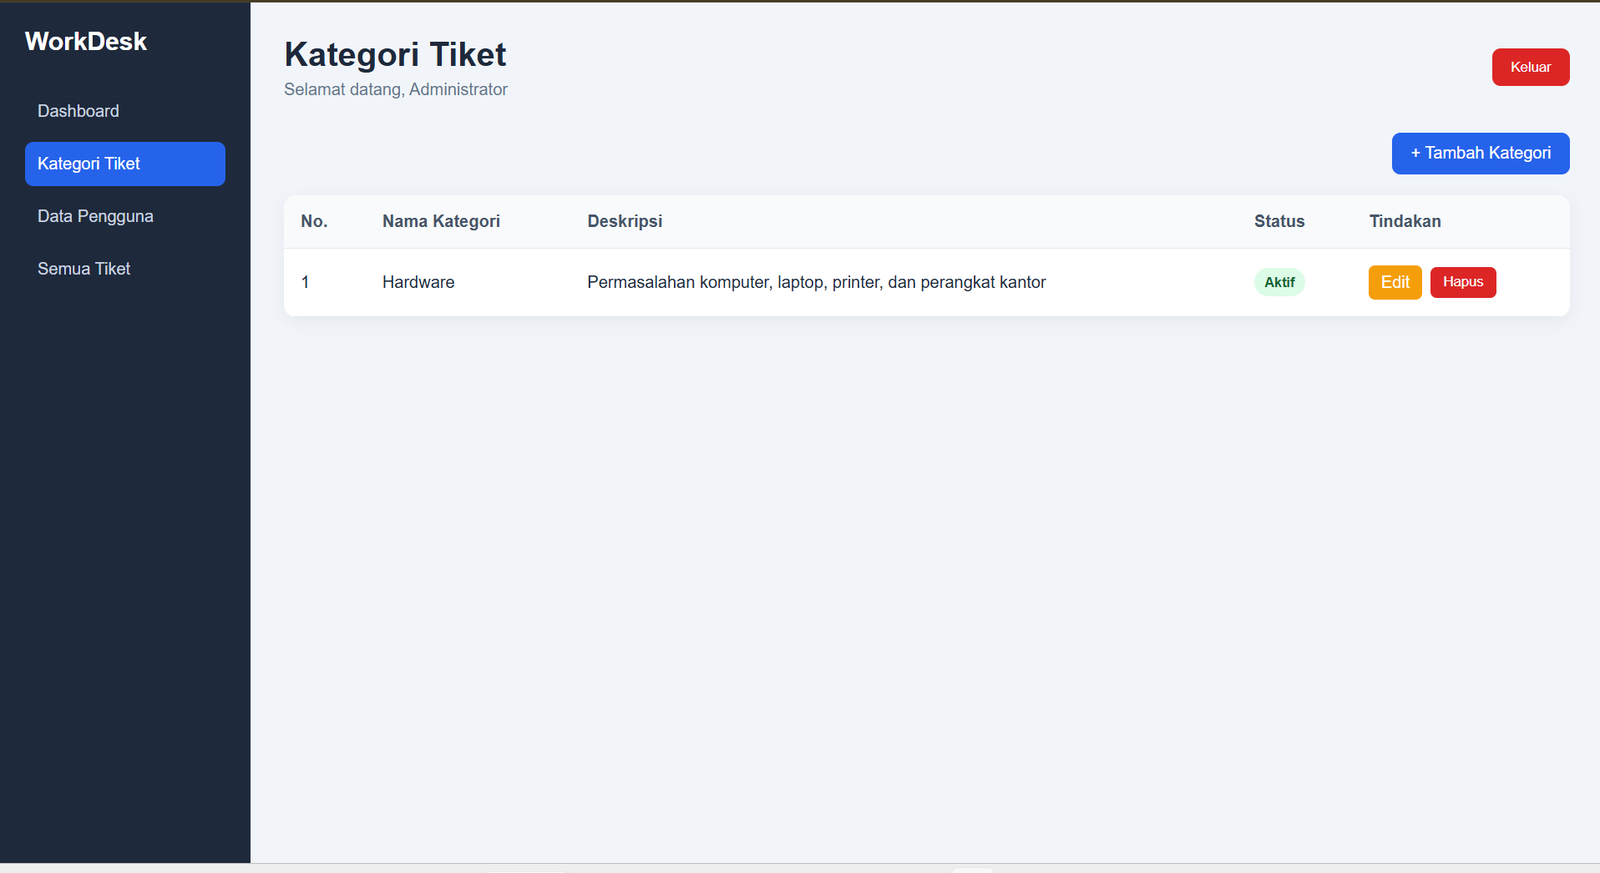 WorkDesk
Dashboard
Kategori Tiket
Data Pengguna
Semua Tiket
Kategori Tiket
Selamat datang, Administrator
Keluar
+ Tambah Kategori
No. Nama Kategori Deskripsi Status Tindakan
1 Hardware Permasalahan komputer, laptop, printer, dan perangkat kantor Aktif Edit Hapus